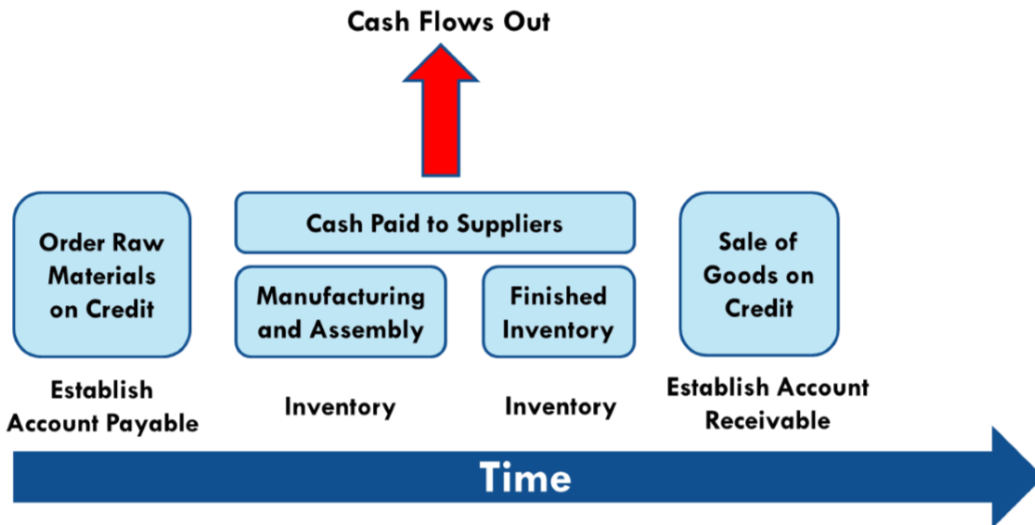 Cash Flows Out
Cash Paid to Suppliers
Order Raw
Materials
on Credit
Manufacturing
and Assembly
Finished
Inventory
Sale of
Goods on
Credit
Establish
Account Payable
Inventory
Inventory
Establish Account
Receivable
Time